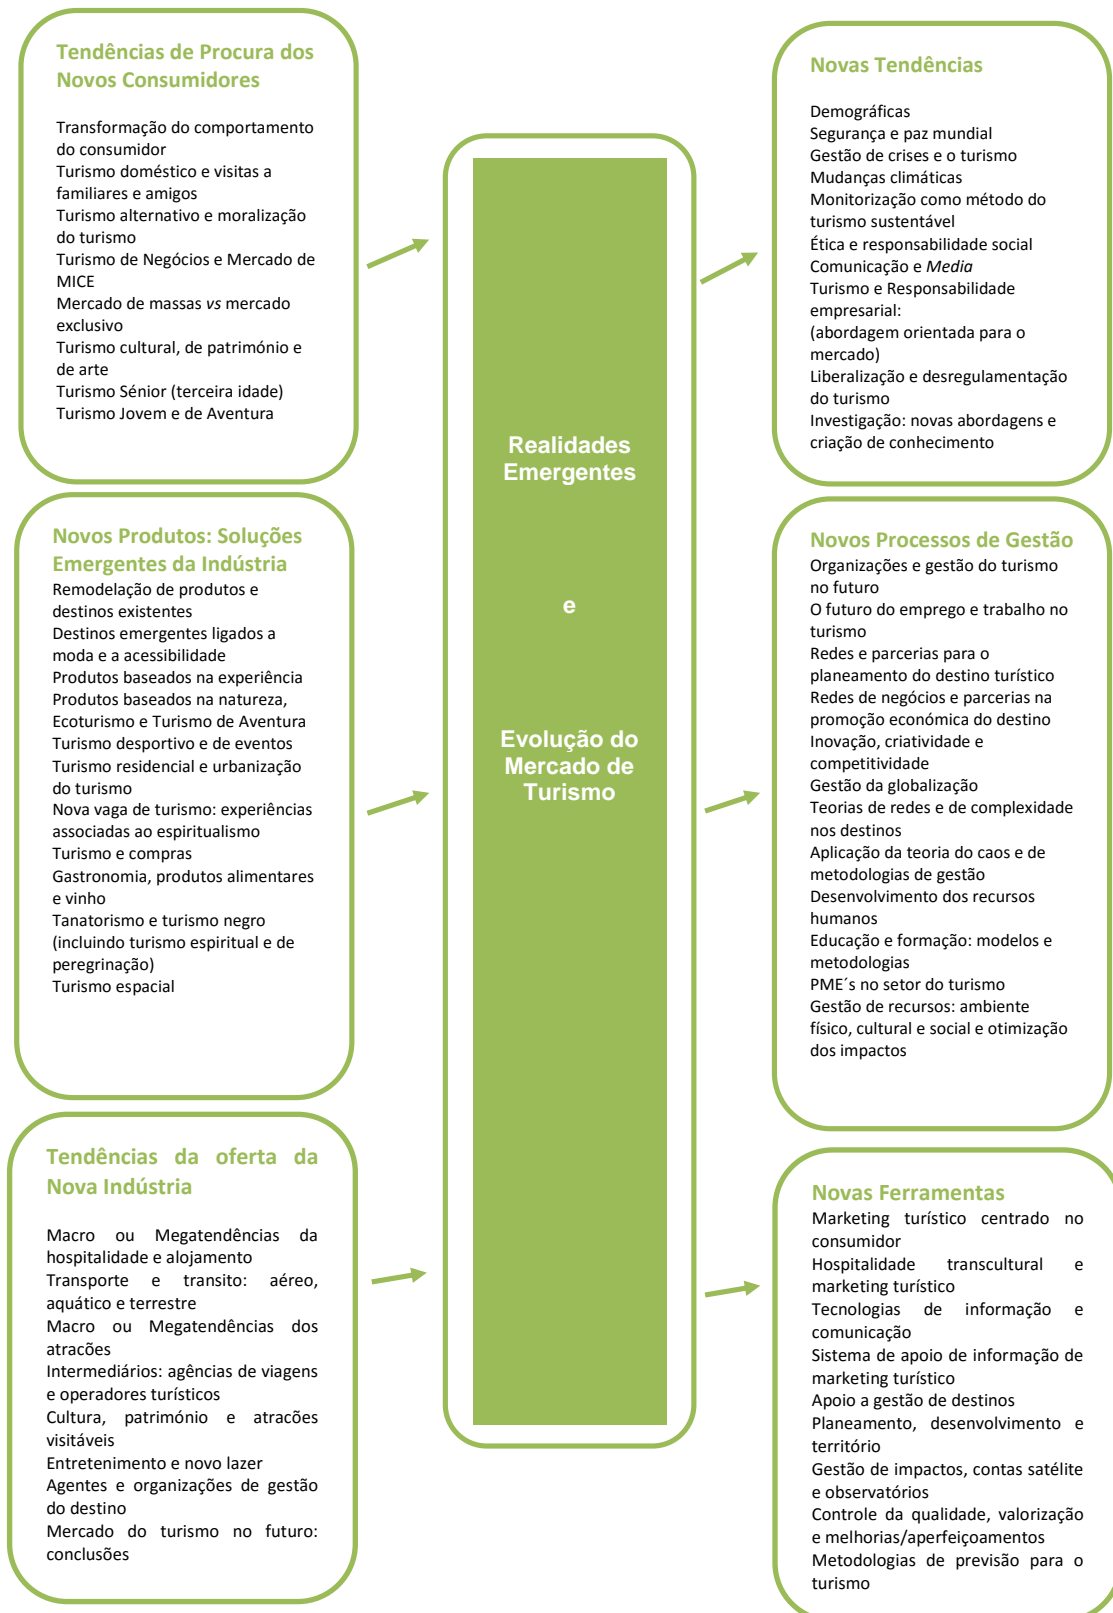 Tendências de Procura dos
Novos Consumidores
Transformação do comportamento
do consumidor
Turismo doméstico e visitas a
familiares e amigos
Turismo alternativo e moralização
do turismo
Turismo de Negócios e Mercado de
MICE
Mercado de massas vs mercado
exclusivo
Turismo cultural, de património e
de arte
Turismo Sénior (terceira idade)
Turismo Jovem e de Aventura
Novos Produtos: Soluções
Emergentes da Indústria
Remodelação de produtos e
destinos existentes
Destinos emergentes ligados a
moda e a acessibilidade
Produtos baseados na experiência
Produtos baseados na natureza,
Ecoturismo e Turismo de Aventura
Turismo desportivo e de eventos
Turismo residencial e urbanização
do turismo
Nova vaga de turismo: experiências
associadas ao espiritualismo
Turismo e compras
Gastronomia, produtos alimentares
e vinho
Tanatorismo e turismo negro
(incluindo turismo espiritual e de
peregrinação)
Turismo espacial
Tendências da oferta da
Nova Indústria
Macro ou Megatendências da
hospitalidade e alojamento
Transporte e transito: aéreo,
aquático e terrestre
Macro ou Megatendências dos
atracões
Intermediários: agências de viagens
e operadores turísticos
Cultura, património e atracões
visitáveis
Entretenimento e novo lazer
Agentes e organizações de gestão
do destino
Mercado do turismo no futuro:
conclusões
Realidades
Emergentes
e
Evolução do
Mercado de
Turismo
Novas Tendências
Demográficas
Segurança e paz mundial
Gestão de crises e o turismo
Mudanças climáticas
Monitorização como método do
turismo sustentável
Ética e responsabilidade social
Comunicação e Media
Turismo e Responsabilidade
empresarial:
(abordagem orientada para o
mercado)
Liberalização e desregulamentação
do turismo
Investigação: novas abordagens e
criação de conhecimento
Novos Processos de Gestão
Organizações e gestão do turismo
no futuro
O futuro do emprego e trabalho no
turismo
Redes e parcerias para o
planeamento do destino turístico
Redes de negócios e parcerias na
promoção económica do destino
Inovação, criatividade e
competitividade
Gestão da globalização
Teorias de redes e de complexidade
nos destinos
Aplicação da teoria do caos e de
metodologias de gestão
Desenvolvimento dos recursos
humanos
Educação e formação: modelos e
metodologias
PME´s no setor do turismo
Gestão de recursos: ambiente
físico, cultural e social e otimização
dos impactos
Novas Ferramentas
Marketing turístico centrado no
consumidor
Hospitalidade transcultural e
marketing turístico
Tecnologias de informação e
comunicação
Sistema de apoio de informação de
marketing turístico
Apoio a gestão de destinos
Planeamento, desenvolvimento e
território
Gestão de impactos, contas satélite
e observatórios
Controle da qualidade, valorização
e melhorias/aperfeiçoamentos
Metodologias de previsão para o
turismo